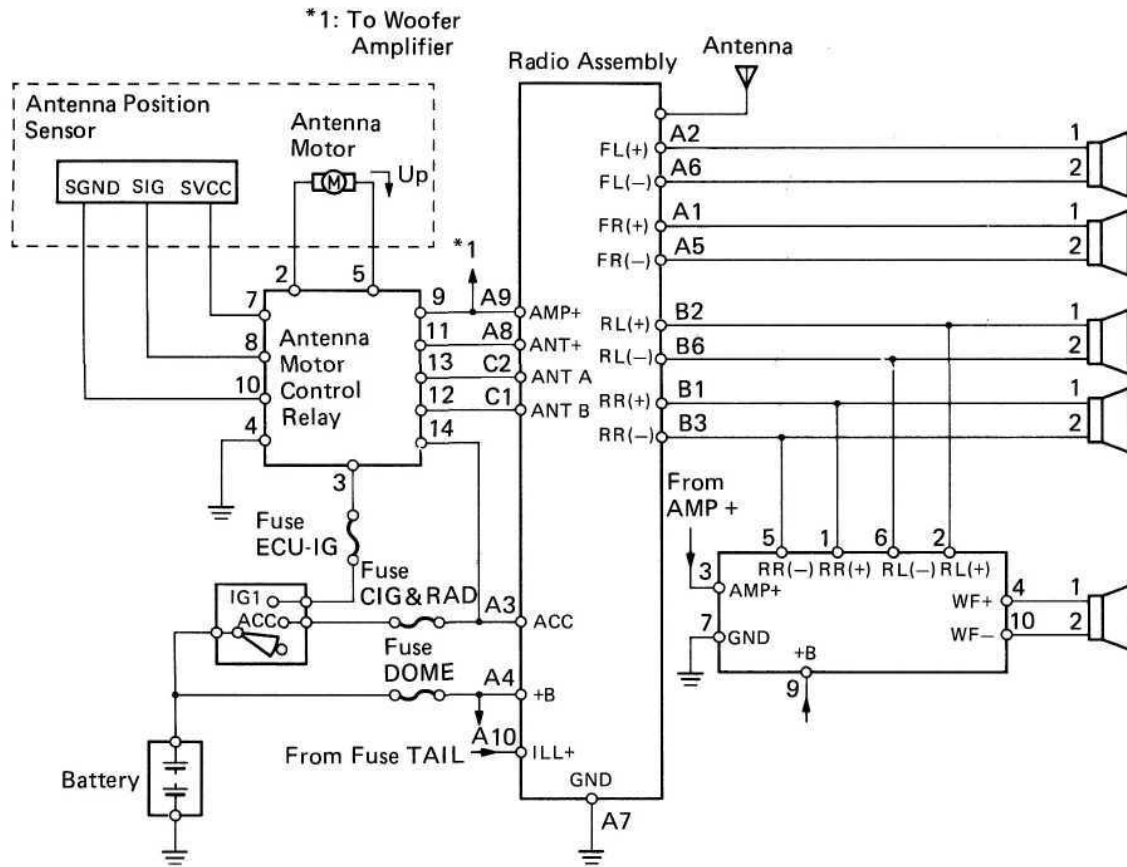 *1: To Woofer
Amplifier
Antenna
Radio Assembly
Antenna Position
Sensor
Antenna
Motor
M
Up
SGND SIG SVCC
*1
2 5
7
8
10
4
3
Antenna
Motor
Control
Relay
9 A9 AMP+
11 A8 ANT+
13 C2 ANT A
12 C1 ANT B
14
FL(+) A2 1
FL(−) A6 2
FR(+) A1 1
FR(−) A5 2
RL(+) B2 1
RL(−) B6 2
RR(+) B1 1
RR(−) B3 2
Fuse
ECU-IG
Fuse
CIG&RAD
IG1
ACC
A3 ACC
Fuse
DOME
A4 +B
A10 ILL+
From Fuse TAIL
Battery
GND
A7
From
AMP +
5 1 6 2
RR(−) RR(+) RL(−) RL(+)
3 AMP+
7 GND
WF+ 4 1
WF− 10 2
+B
9